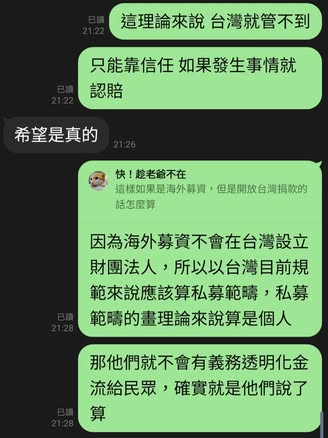 這理論來說 台灣就管不到
已讀
21:22
只能靠信任 如果發生事情就
認賠
已讀
21:22
希望是真的
21:26
快！趁老爺不在
這樣如果是海外募資，但是開放台灣捐款的
話怎麼算
因為海外募資不會在台灣設立
財團法人，所以以台灣目前規
範來說應該算私募範疇，私募
範疇的畫理論來說算是個人
已讀
21:28
那他們就不會有義務透明化金
流給民眾，確實就是他們說了
算
已讀
21:28